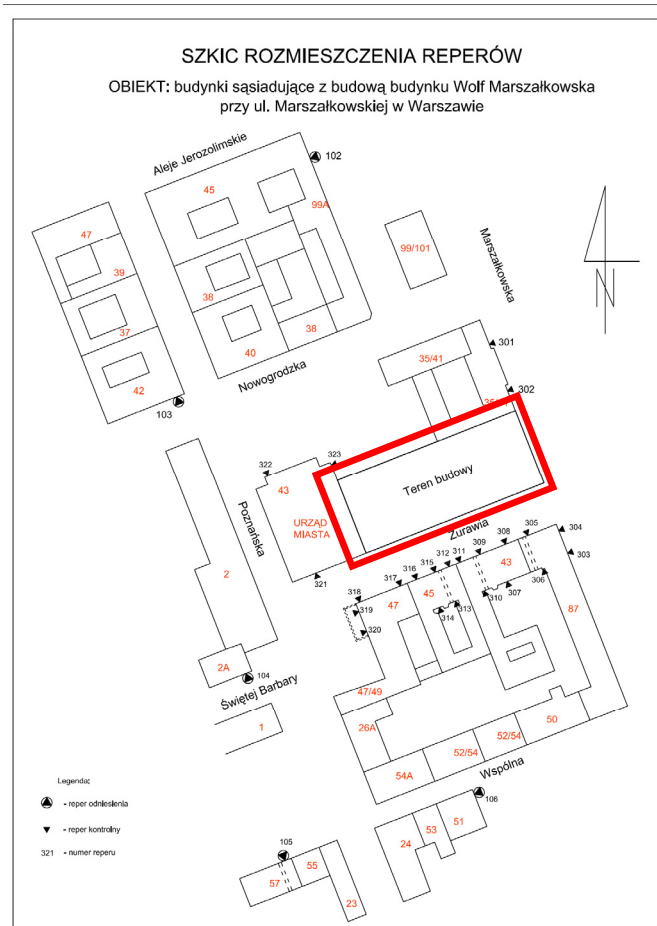 SZKIC ROZMIESZCZENIA REPERÓW
OBIEKT: budynki sąsiadujące z budową budynku Wolf Marszałkowska
przy ul. Marszałkowskiej w Warszawie
Aleje Jerozolimskie
102
45
99A
47
39
99/101
Marszałkowska
38
37
40
38
42
103
Nowogrodzka
N
301
35/41
302
322
323
43
Teren budowy
URZĄD
MIASTA
Poznańska
321
Żurawia
2
318
317
316
315
312
311
309
308
305
304
303
43
45
47
319
320
314
313
310
307
306
87
2A
104
Świętej Barbary
1
47/49
26A
50
52/54
52/54
54A
Wspólna
106
51
53
24
105
55
57
23
Legenda:
- reper odniesienia
- reper kontrolny
321 - numer reperu